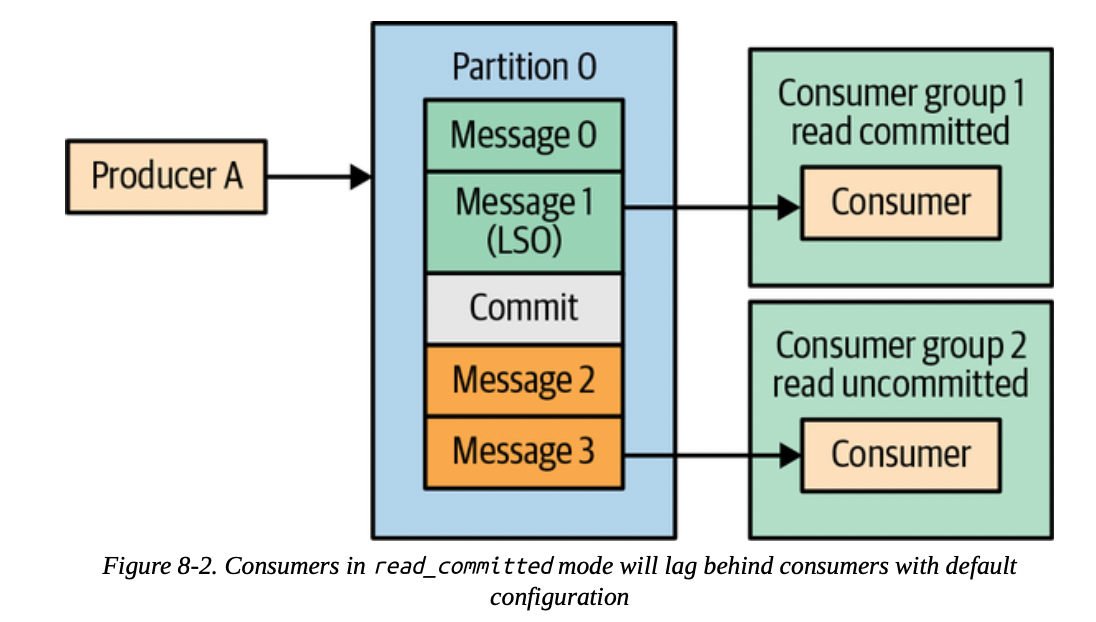 Partition 0
Producer A
Message 0
Message 1
(LSO)
Commit
Message 2
Message 3
Consumer group 1
read committed
Consumer
Consumer group 2
read uncommitted
Consumer
Figure 8-2. Consumers in read_committed mode will lag behind consumers with default
configuration